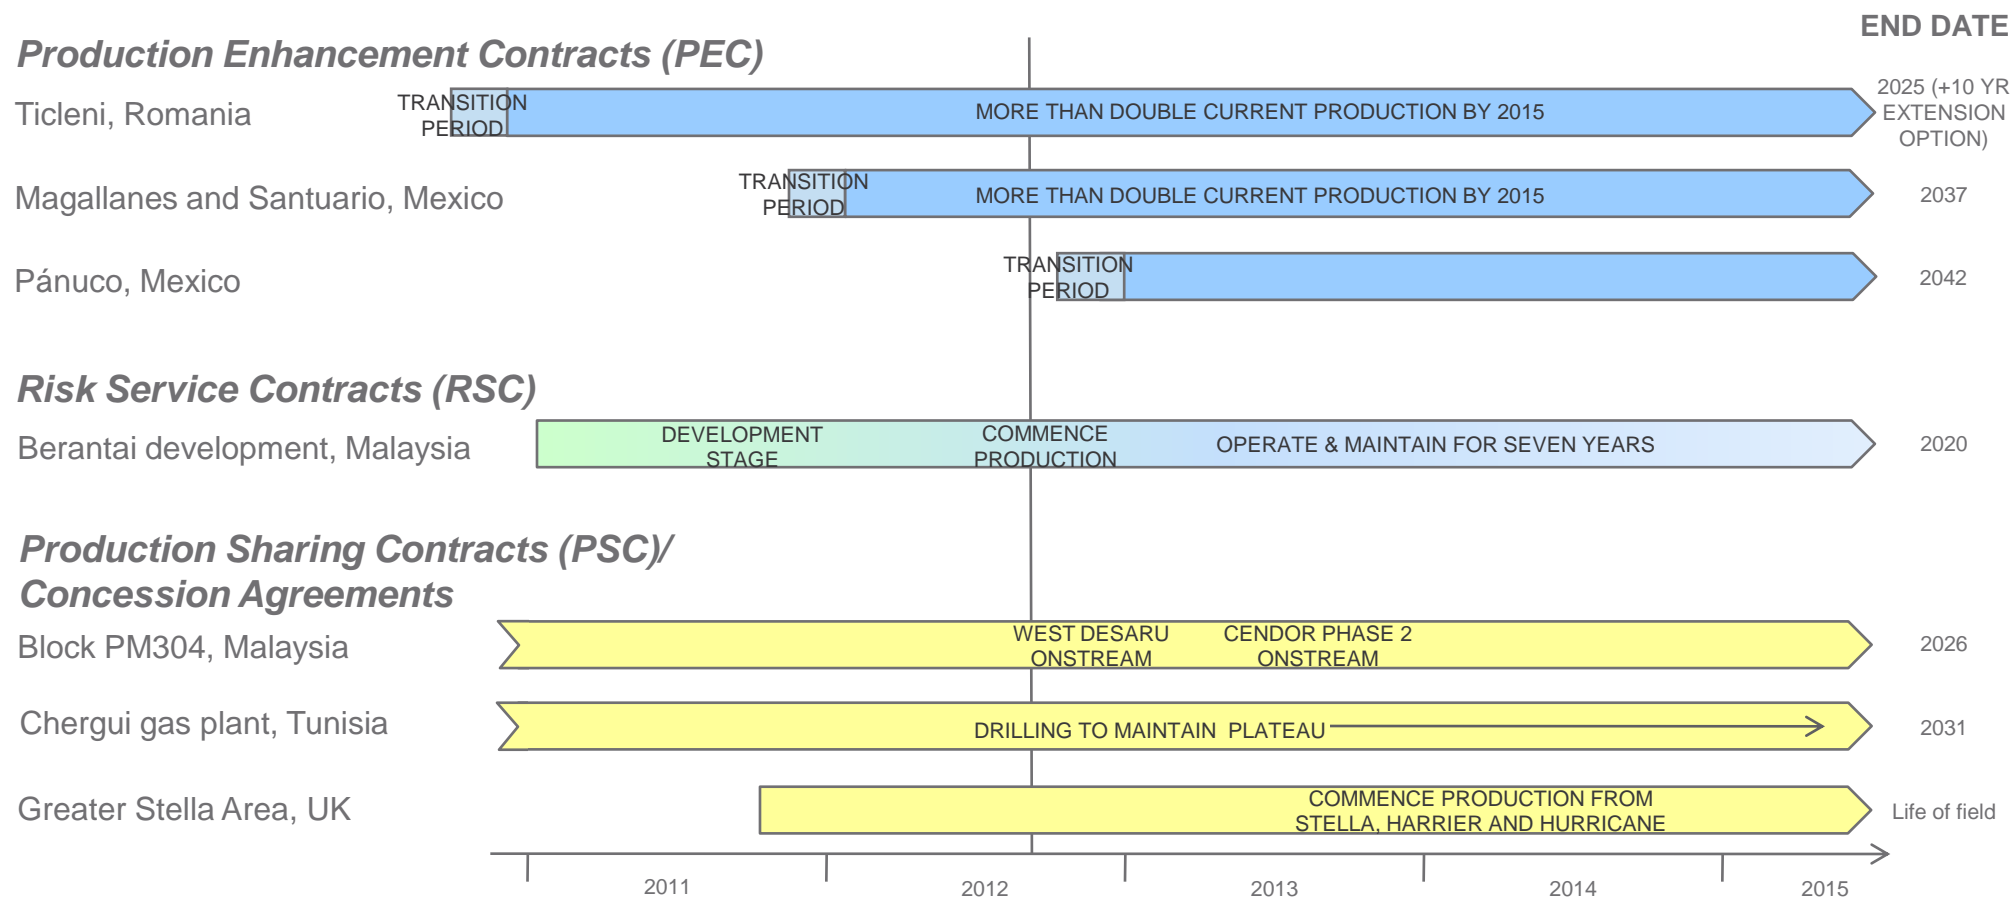 END DATE
Production Enhancement Contracts (PEC)
Ticleni, Romania
TRANSITION
PERIOD
MORE THAN DOUBLE CURRENT PRODUCTION BY 2015
2025 (+10 YR
EXTENSION
OPTION)
Magallanes and Santuario, Mexico
TRANSITION
PERIOD
MORE THAN DOUBLE CURRENT PRODUCTION BY 2015
2037
Pánuco, Mexico
TRANSITION
PERIOD
2042
Risk Service Contracts (RSC)
Berantai development, Malaysia
DEVELOPMENT
STAGE
COMMENCE
PRODUCTION
OPERATE & MAINTAIN FOR SEVEN YEARS
2020
Production Sharing Contracts (PSC)/
Concession Agreements
Block PM304, Malaysia
WEST DESARU
ONSTREAM
CENDOR PHASE 2
ONSTREAM
2026
Chergui gas plant, Tunisia
DRILLING TO MAINTAIN PLATEAU
2031
Greater Stella Area, UK
COMMENCE PRODUCTION FROM
STELLA, HARRIER AND HURRICANE
Life of field
2011
2012
2013
2014
2015